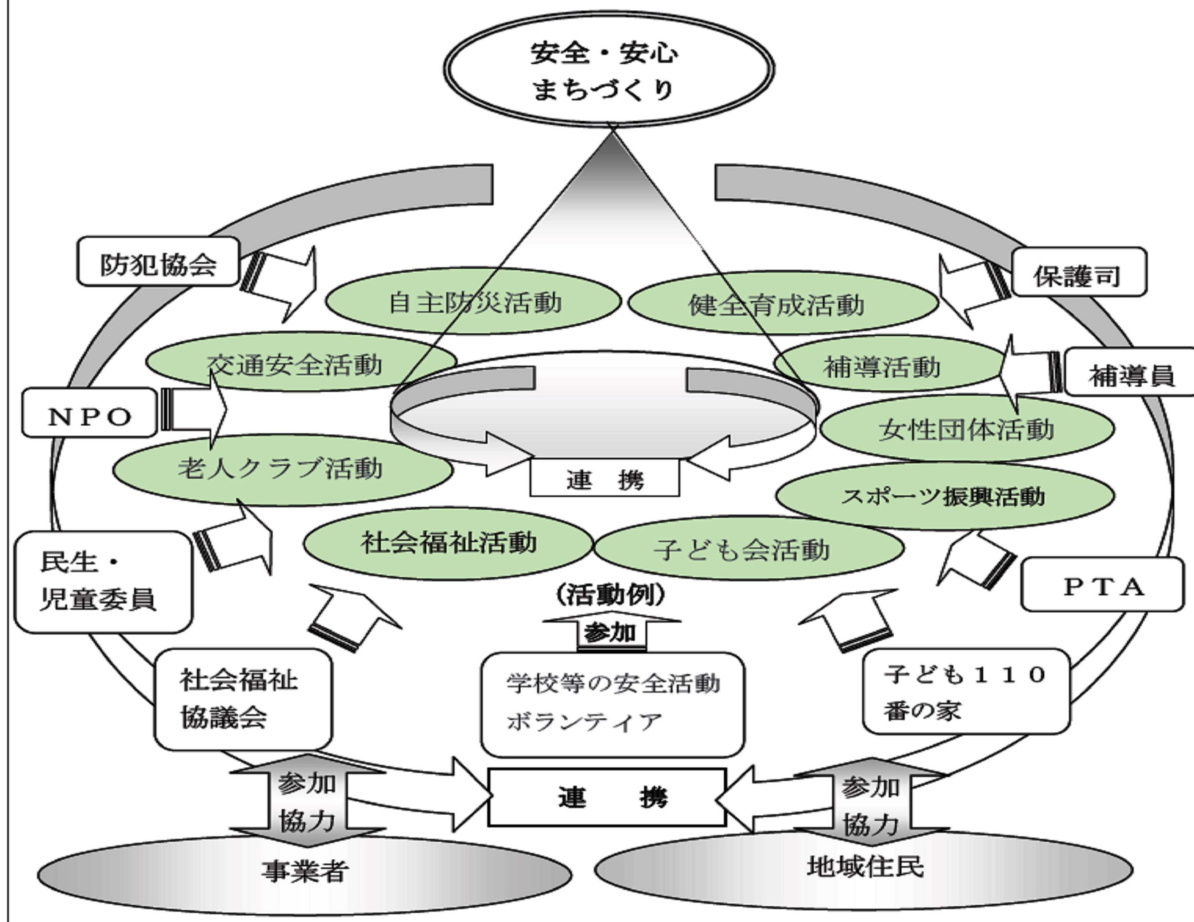 安全・安心
まちづくり
防犯協会
保護司
自主防災活動
健全育成活動
交通安全活動
補導活動
補導員
ＮＰＯ
女性団体活動
老人クラブ活動
連　携
スポーツ振興活動
社会福祉活動
子ども会活動
民生・
児童委員
(活動例)
ＰＴＡ
参加
社会福祉
協議会
学校等の安全活動
ボランティア
子ども１１０
番の家
参加
協力
連　携
参加
協力
事業者
地域住民